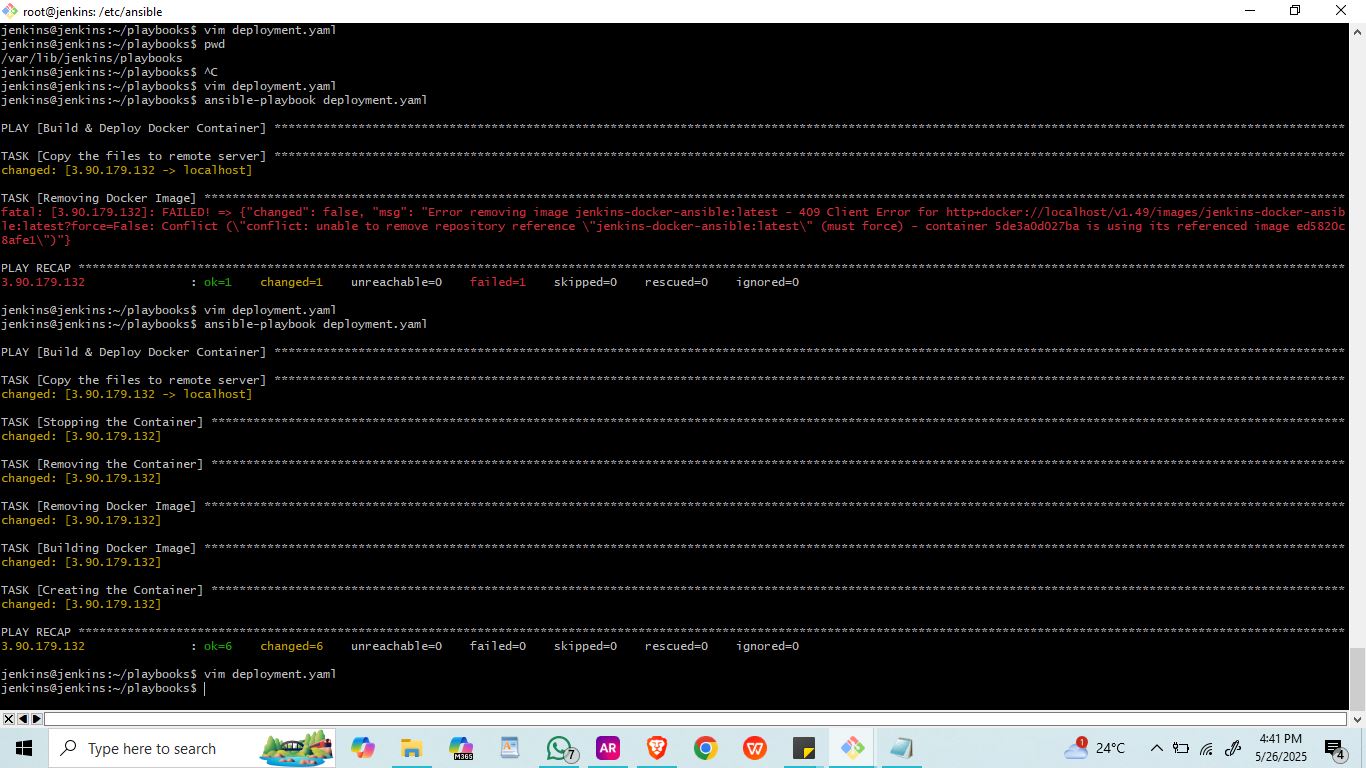 root@jenkins: /etc/ansible
jenkins@jenkins:~/playbooks$ vim deployment.yaml
jenkins@jenkins:~/playbooks$ pwd
/var/lib/jenkins/playbooks
jenkins@jenkins:~/playbooks$ ^C
jenkins@jenkins:~/playbooks$ vim deployment.yaml
jenkins@jenkins:~/playbooks$ ansible-playbook deployment.yaml
PLAY [Build & Deploy Docker Container] ****************************************************************************************************
TASK [Copy the files to remote server] ****************************************************************************************************
changed: [3.90.179.132 -> localhost]
TASK [Removing Docker Image] ****************************************************************************************************
fatal: [3.90.179.132]: FAILED! => {"changed": false, "msg": "Error removing image jenkins-docker-ansible:latest - 409 Client Error for http+docker://localhost/v1.49/images/jenkins-docker-ansib
le:latest?force=False: Conflict (\"conflict: unable to remove repository reference \"jenkins-docker-ansible:latest\" (must force) - container 5de3a0d027ba is using its referenced image ed5820c
8afe1\")"}
PLAY RECAP ****************************************************************************************************
3.90.179.132 : ok=1 changed=1 unreachable=0 failed=1 skipped=0 rescued=0 ignored=0
jenkins@jenkins:~/playbooks$ vim deployment.yaml
jenkins@jenkins:~/playbooks$ ansible-playbook deployment.yaml
PLAY [Build & Deploy Docker Container] ****************************************************************************************************
TASK [Copy the files to remote server] ****************************************************************************************************
changed: [3.90.179.132 -> localhost]
TASK [Stopping the Container] ****************************************************************************************************
changed: [3.90.179.132]
TASK [Removing the Container] ****************************************************************************************************
changed: [3.90.179.132]
TASK [Removing Docker Image] ****************************************************************************************************
changed: [3.90.179.132]
TASK [Building Docker Image] ****************************************************************************************************
changed: [3.90.179.132]
TASK [Creating the Container] ****************************************************************************************************
changed: [3.90.179.132]
PLAY RECAP ****************************************************************************************************
3.90.179.132 : ok=6 changed=6 unreachable=0 failed=0 skipped=0 rescued=0 ignored=0
jenkins@jenkins:~/playbooks$ vim deployment.yaml
jenkins@jenkins:~/playbooks$
Type here to search
M365
7
AR
1
24°C
4:41 PM
5/26/2025
4